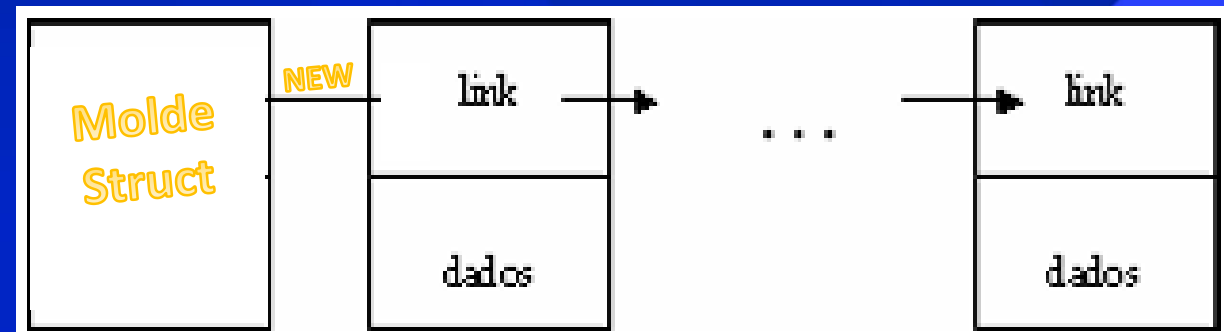 Molde
Struct
NEW
link
dados
. . .
link
dados